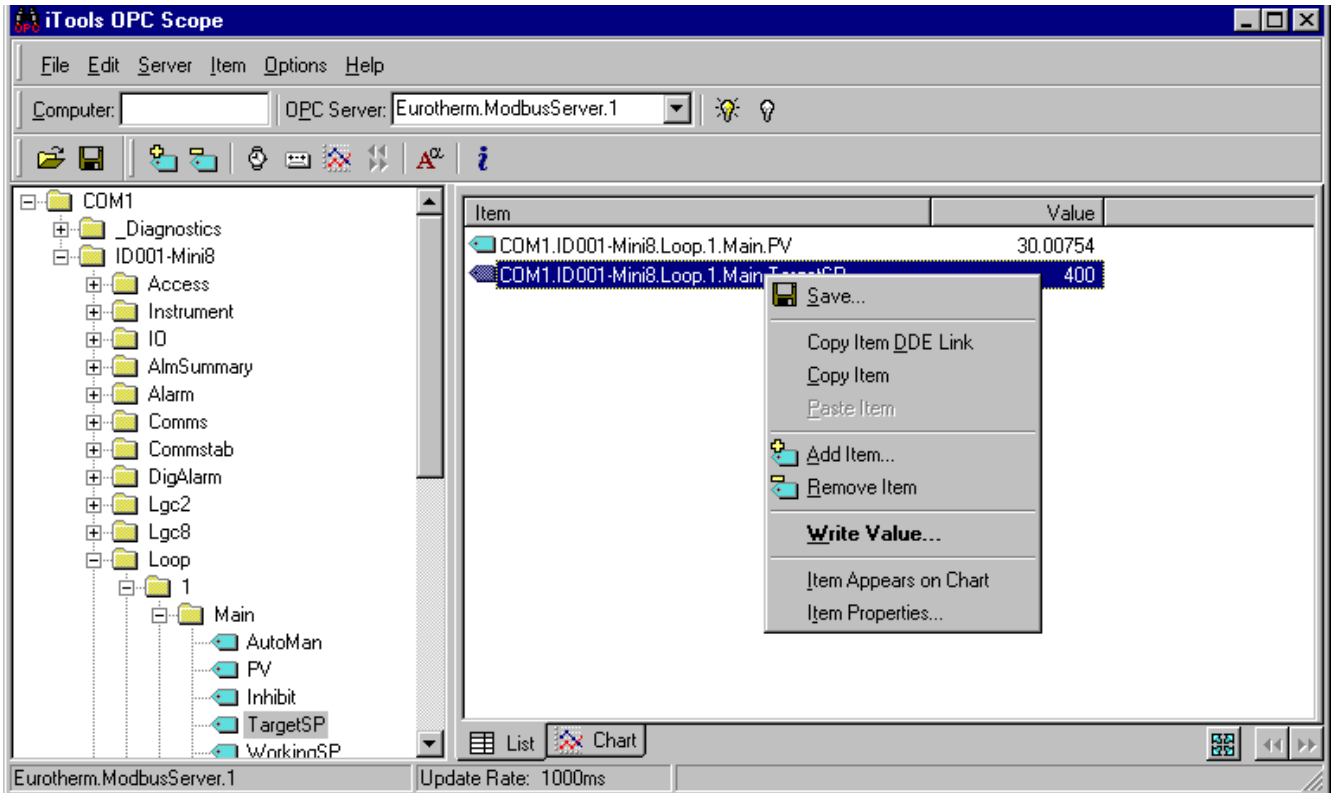 OPC iTools OPC Scope
File Edit Server Item Options Help
Computer: OPC Server: Eurotherm.ModbusServer.1
Aα i
COM1
_Diagnostics
ID001-Mini8
Access
Instrument
IO
AlmSummary
Alarm
Comms
Commstab
DigAlarm
Lgc2
Lgc8
Loop
1
Main
AutoMan
PV
Inhibit
TargetSP
WorkingSP
Item Value
COM1.ID001-Mini8.Loop.1.Main.PV 30.00754
COM1.ID001-Mini8.Loop.1.Main.TargetSP 400
Save...
Copy Item DDE Link
Copy Item
Paste Item
Add Item...
Remove Item
Write Value...
Item Appears on Chart
Item Properties...
List Chart
Eurotherm.ModbusServer.1 Update Rate: 1000ms